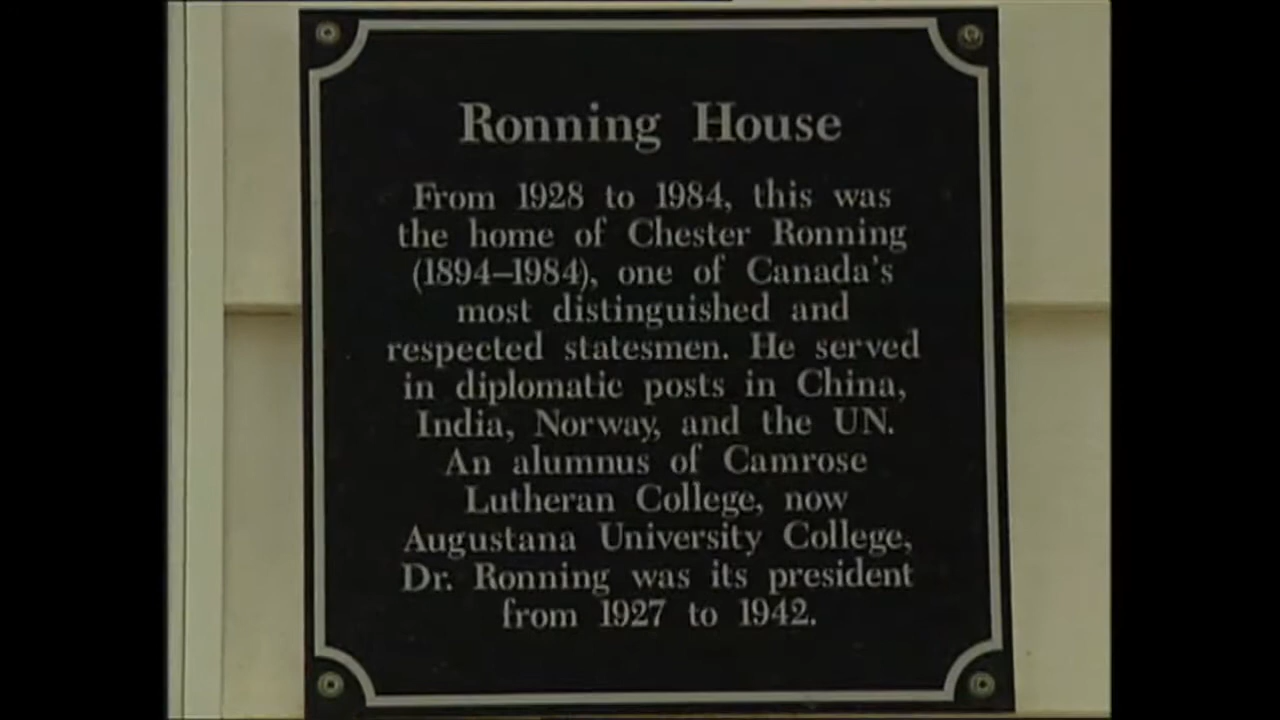 Ronning House
From 1928 to 1984, this was
the home of Chester Ronning
(1894–1984), one of Canada's
most distinguished and
respected statesmen. He served
in diplomatic posts in China,
India, Norway, and the UN.
An alumnus of Camrose
Lutheran College, now
Augustana University College,
Dr. Ronning was its president
from 1927 to 1942.